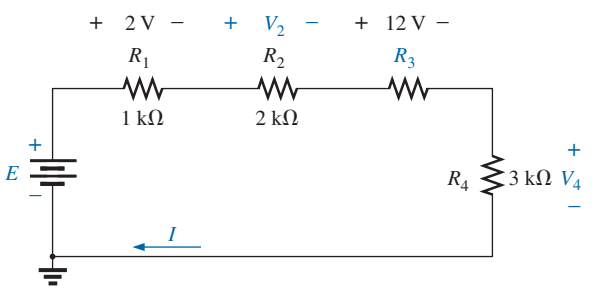 + 2 V − + V₂ − + 12 V −
R₁ R₂ R₃
1 kΩ 2 kΩ
+ +
E R₄ 3 kΩ V₄
− −
I